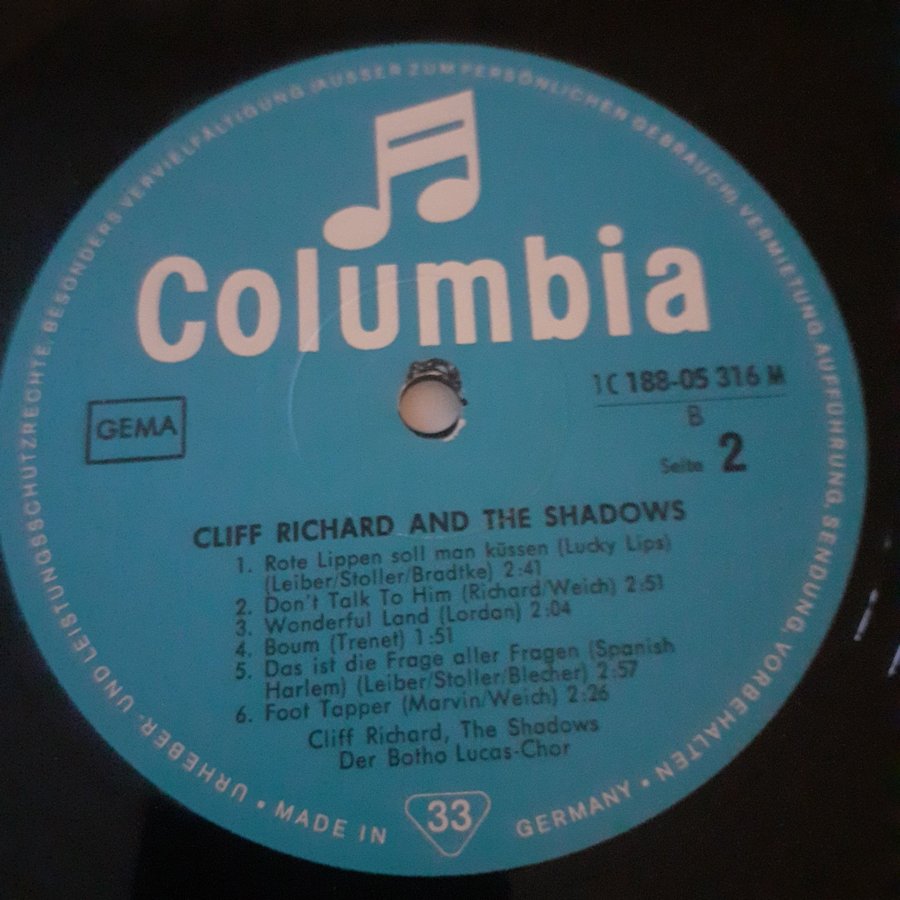 URHEBER- UND LEISTUNGSSCHUTZRECHTE, BESONDERS VERVIELFÄLTIGUNG (AUSSER ZUM PERSÖNLICHEN GEBRAUCH), VERMIETUNG, AUFFÜHRUNG, SENDUNG, VORBEHALTEN •
Columbia
1C 188-05 316 M
GEMA
B
Seite 2
CLIFF RICHARD AND THE SHADOWS
1. Rote Lippen soll man küssen (Lucky Lips)
(Leiber/Stoller/Bradtke) 2:41
2. Don't Talk To Him (Richard/Weich) 2:51
3. Wonderful Land (Lordan) 2:04
4. Boum (Trenet) 1:51
5. Das ist die Frage aller Fragen (Spanish
Harlem) (Leiber/Stoller/Blecher) 2:57
6. Foot Tapper (Marvin/Weich) 2:26
Cliff Richard, The Shadows
Der Botho Lucas-Chor
• MADE IN 33 GERMANY •